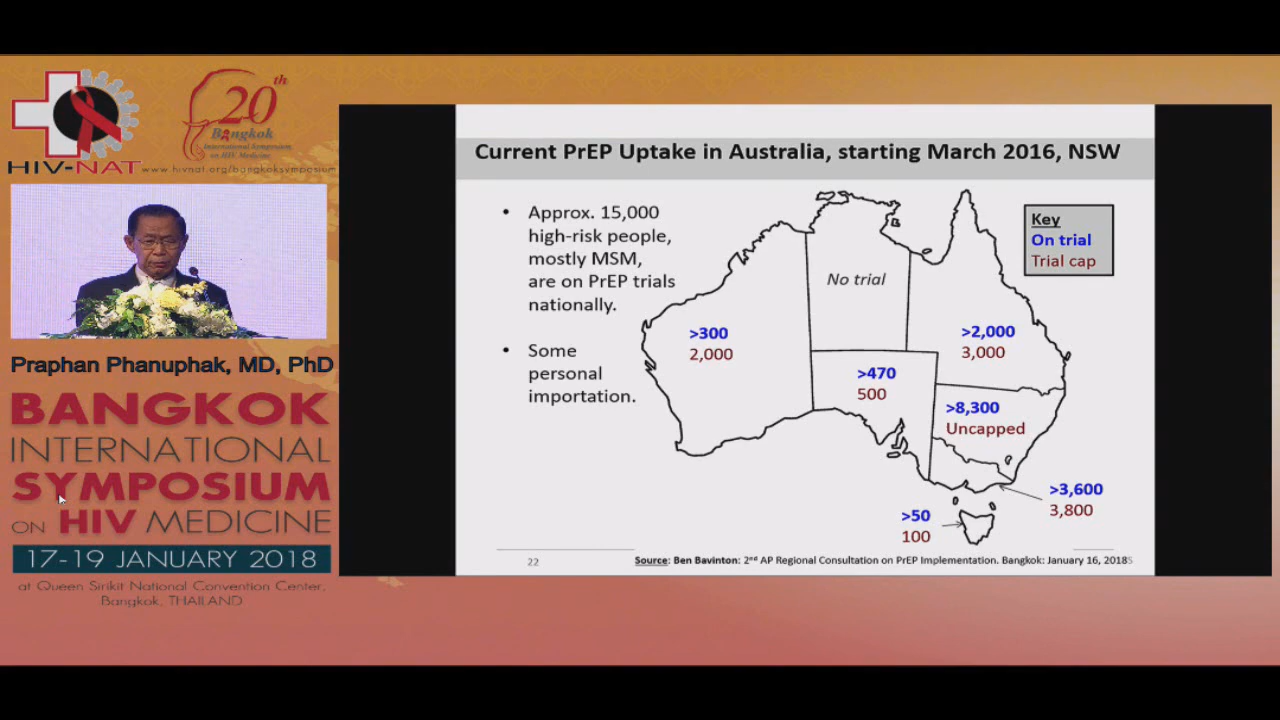 HIV-NAT
20th
Bangkok
International Symposium
on HIV Medicine
www.hivnat.org/bangkoksymposium
Praphan Phanuphak, MD, PhD
BANGKOK
INTERNATIONAL
SYMPOSIUM
ON HIV MEDICINE
17-19 JANUARY 2018
at Queen Sirikit National Convention Center,
Bangkok, THAILAND
Current PrEP Uptake in Australia, starting March 2016, NSW
• Approx. 15,000
high-risk people,
mostly MSM,
are on PrEP trials
nationally.
• Some
personal
importation.
Key
On trial
Trial cap
No trial
>300
2,000
>2,000
3,000
>470
500
>8,300
Uncapped
>3,600
3,800
>50
100
22
Source: Ben Bavinton: 2nd AP Regional Consultation on PrEP Implementation. Bangkok: January 16, 2018